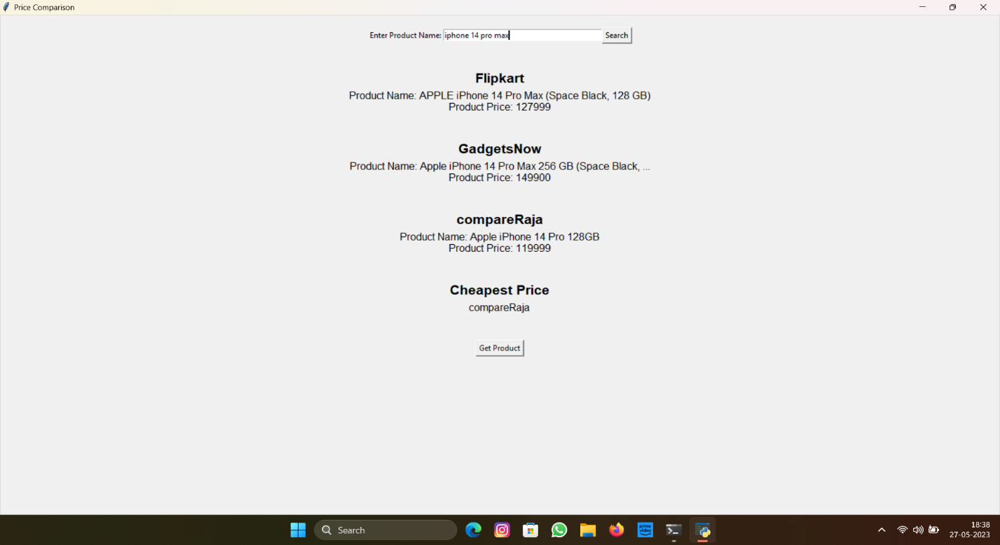 Price Comparison
Enter Product Name: iphone 14 pro max Search
Flipkart
Product Name: APPLE iPhone 14 Pro Max (Space Black, 128 GB)
Product Price: 127999
GadgetsNow
Product Name: Apple iPhone 14 Pro Max 256 GB (Space Black, ...
Product Price: 149900
compareRaja
Product Name: Apple iPhone 14 Pro 128GB
Product Price: 119999
Cheapest Price
compareRaja
Get Product
Search
prime video
18:38
27-05-2023